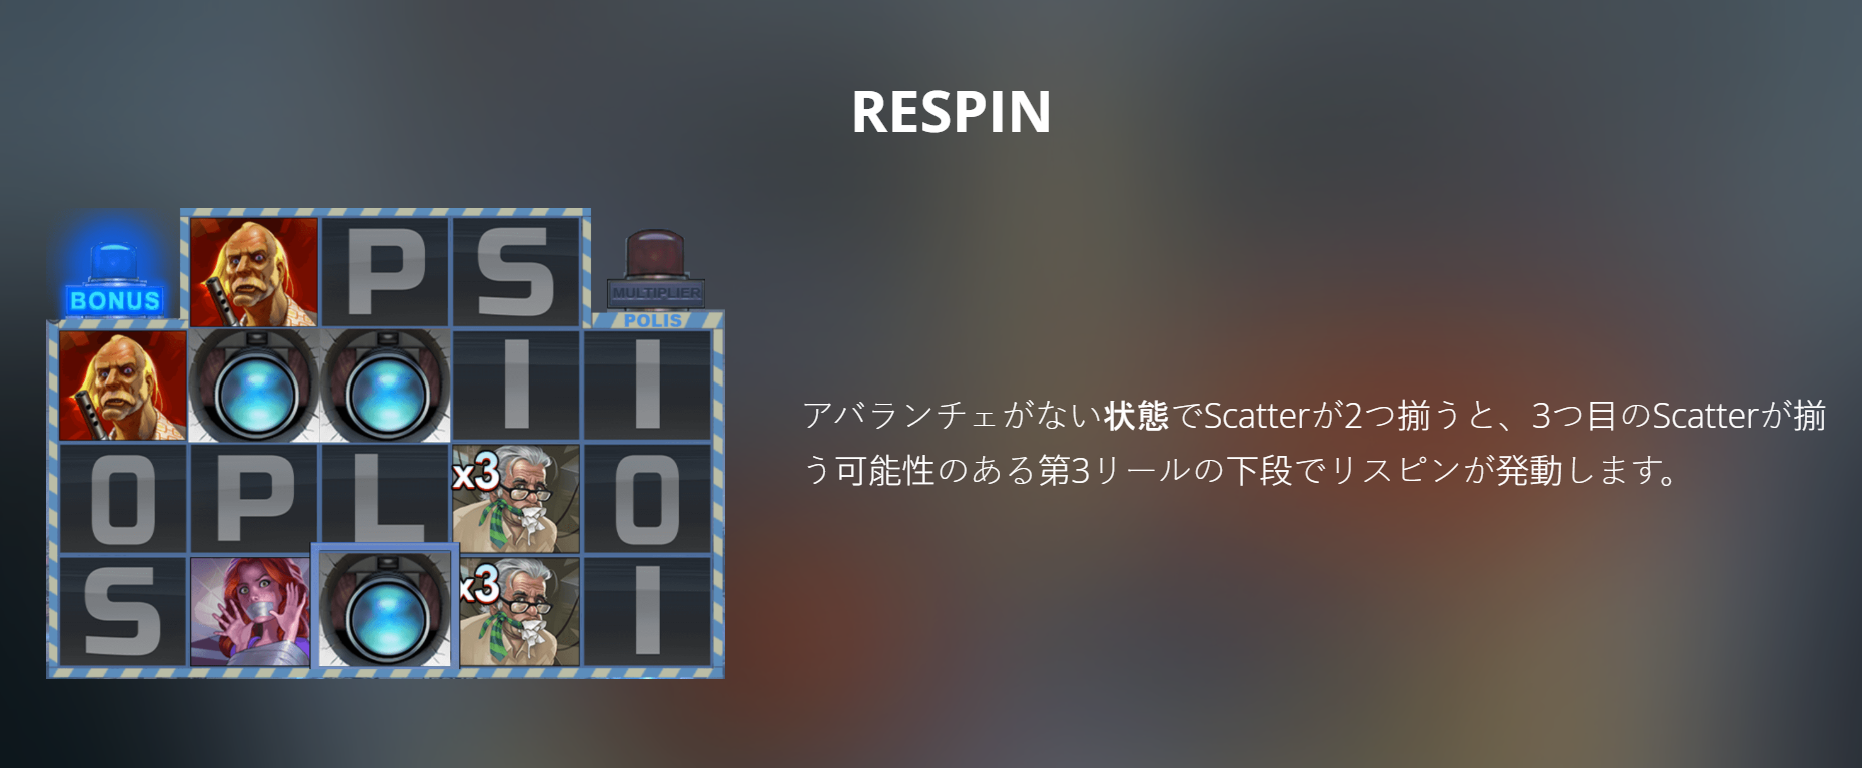 RESPIN
P S
BONUS
MULTIPLIER
POLIS
I I
O P L x3 O
S x3 I
アバランチェがない状態でScatterが2つ揃うと、3つ目のScatterが揃
う可能性のある第3リールの下段でリスピンが発動します。